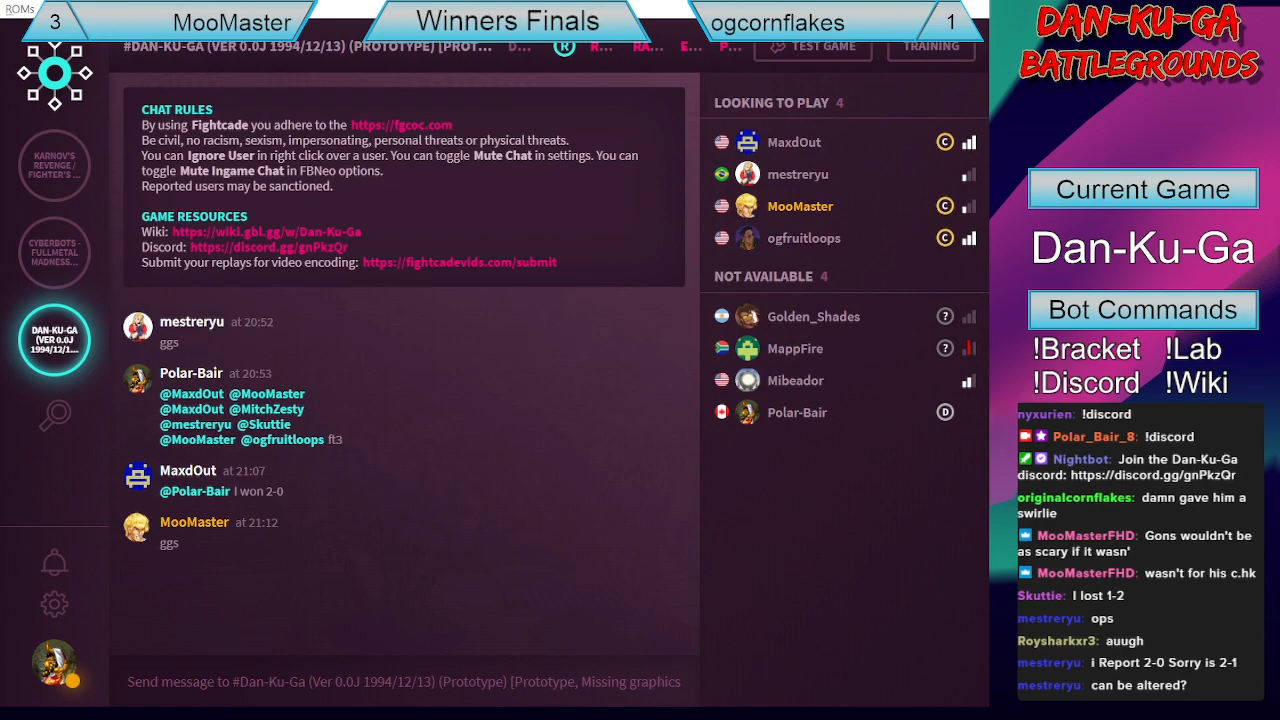 ROMs
3 MooMaster
Winners Finals
ogcornflakes 1
DAN-KU-GA
BATTLEGROUNDS
#DAN-KU-GA (VER 0.0J 1994/12/13) (PROTOTYPE) [PROT... D... R R... RA... E... P... TEST GAME TRAINING
KARNOV'S
REVENGE /
FIGHTER'S ...
CYBERBOTS -
FULLMETAL
MADNESS...
DAN-KU-GA
(VER 0.0J
1994/12/1...
CHAT RULES
By using Fightcade you adhere to the https://fgcoc.com
Be civil, no racism, sexism, impersonating, personal threats or physical threats.
You can Ignore User in right click over a user. You can toggle Mute Chat in settings. You can
toggle Mute Ingame Chat in FBNeo options.
Reported users may be sanctioned.
GAME RESOURCES
Wiki: https://wiki.gbl.gg/w/Dan-Ku-Ga
Discord: https://discord.gg/gnPkzQr
Submit your replays for video encoding: https://fightcadevids.com/submit
mestreryu at 20:52
ggs
Polar-Bair at 20:53
@MaxdOut @MooMaster
@MaxdOut @MitchZesty
@mestreryu @Skuttie
@MooMaster @ogfruitloops ft3
MaxdOut at 21:07
@Polar-Bair I won 2-0
MooMaster at 21:12
ggs
Send message to #Dan-Ku-Ga (Ver 0.0J 1994/12/13) (Prototype) [Prototype, Missing graphics
LOOKING TO PLAY 4
MaxdOut C
mestreryu
MooMaster C
ogfruitloops C
NOT AVAILABLE 4
Golden_Shades ?
MappFire ?
Mibeador
Polar-Bair D
Current Game
Dan-Ku-Ga
Bot Commands
!Bracket !Lab
!Discord !Wiki
nyxurien: !discord
Polar_Bair_8: !discord
Nightbot: Join the Dan-Ku-Ga
discord: https://discord.gg/gnPkzQr
originalcornflakes: damn gave him a
swirlie
MooMasterFHD: Gons wouldn't be
as scary if it wasn'
MooMasterFHD: wasn't for his c.hk
Skuttie: I lost 1-2
mestreryu: ops
Roysharkxr3: auugh
mestreryu: i Report 2-0 Sorry is 2-1
mestreryu: can be altered?